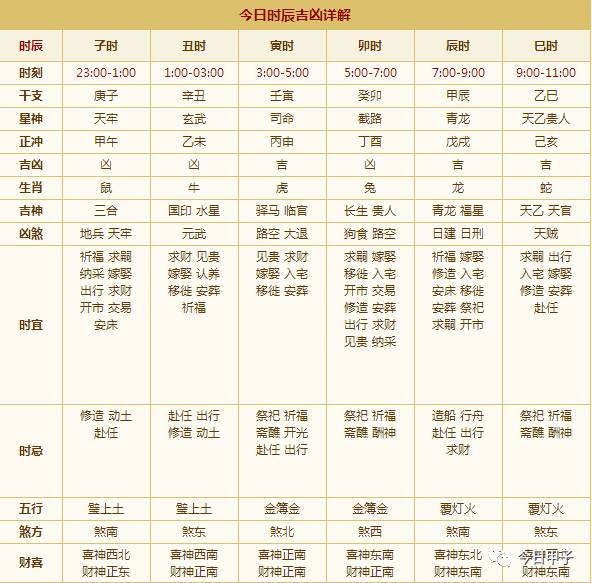 今日时辰吉凶详解
时辰 子时 丑时 寅时 卯时 辰时 巳时
时刻 23:00-1:00 1:00-03:00 3:00-5:00 5:00-7:00 7:00-9:00 9:00-11:00
干支 庚子 辛丑 壬寅 癸卯 甲辰 乙巳
星神 天牢 玄武 司命 截路 青龙 天乙贵人
正冲 甲午 乙未 丙申 丁酉 戊戌 己亥
吉凶 凶 凶 吉 凶 吉 吉
生肖 鼠 牛 虎 兔 龙 蛇
吉神 三合 国印 水星 驿马 临官 长生 贵人 青龙 福星 天乙 天官
凶煞 地兵 天牢 元武 路空 大退 狗食 路空 日建 日刑 天贼
时宜
祈福 求嗣 求财 见贵 见贵 求财 求嗣 嫁娶 祈福 嫁娶 求嗣 出行
纳采 嫁娶 嫁娶 认养 嫁娶 入宅 移徙 入宅 修造 入宅 入宅 嫁娶
出行 求财 移徙 安葬 移徙 安葬 开市 交易 安床 移徙 修造 安葬
开市 交易 祈福 修造 安葬 安葬 祭祀 赴任
安床 出行 求财 求嗣 开市
见贵 纳采
时忌
修造 动土 赴任 出行 祭祀 祈福 祭祀 祈福 造船 行舟 祭祀 祈福
赴任 修造 动土 斋醮 开光 斋醮 酬神 赴任 出行 斋醮 酬神
赴任 出行 求财
五行 璧上土 璧上土 金簿金 金簿金 覆灯火 覆灯火
煞方 煞南 煞东 煞北 煞西 煞南 煞东
财喜
喜神西北 喜神西南 喜神正南 喜神东南 喜神东北
财神正东 财神正南 财神正南 财神正南 财神东南 财神东南
今日甲子